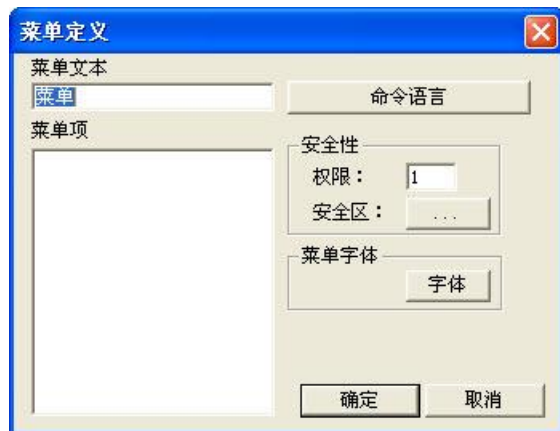 菜单定义
菜单文本
菜单
命令语言
菜单项
安全性
权限：
1
安全区：
...
菜单字体
字体
确定
取消